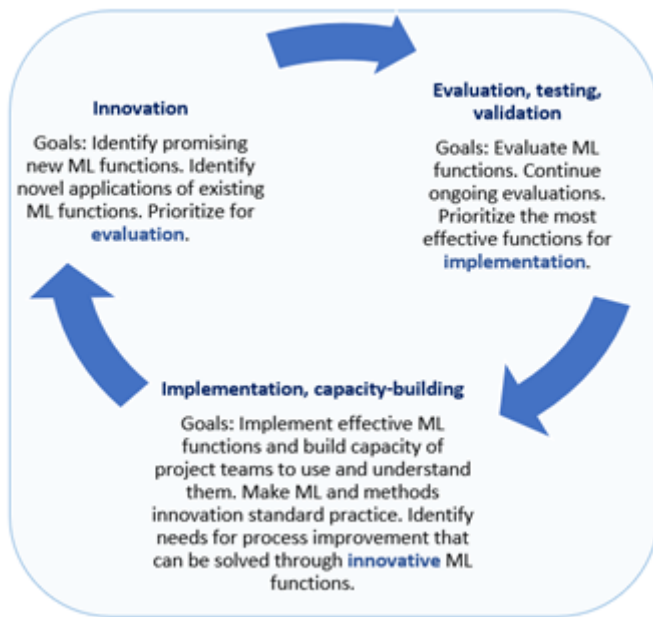 Innovation
Goals: Identify promising
new ML functions. Identify
novel applications of existing
ML functions. Prioritize for
evaluation.
Evaluation, testing,
validation
Goals: Evaluate ML
functions. Continue
ongoing evaluations.
Prioritize the most
effective functions for
implementation.
Implementation, capacity-building
Goals: Implement effective ML
functions and build capacity of
project teams to use and understand
them. Make ML and methods
innovation standard practice. Identify
needs for process improvement that
can be solved through innovative ML
functions.